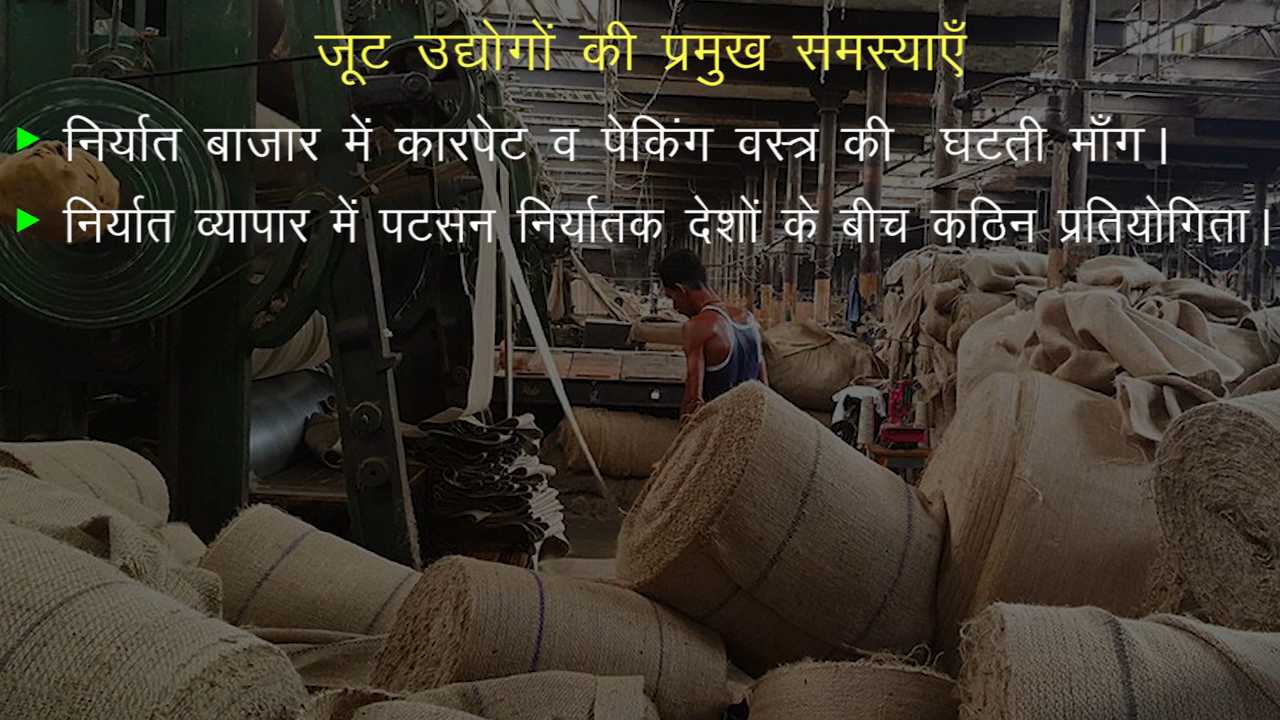 जूट उद्योगों की प्रमुख समस्याएँ
निर्यात बाजार में कारपेट व पेकिंग वस्त्र की घटती माँग।
निर्यात व्यापार में पटसन निर्यातक देशों के बीच कठिन प्रतियोगिता।